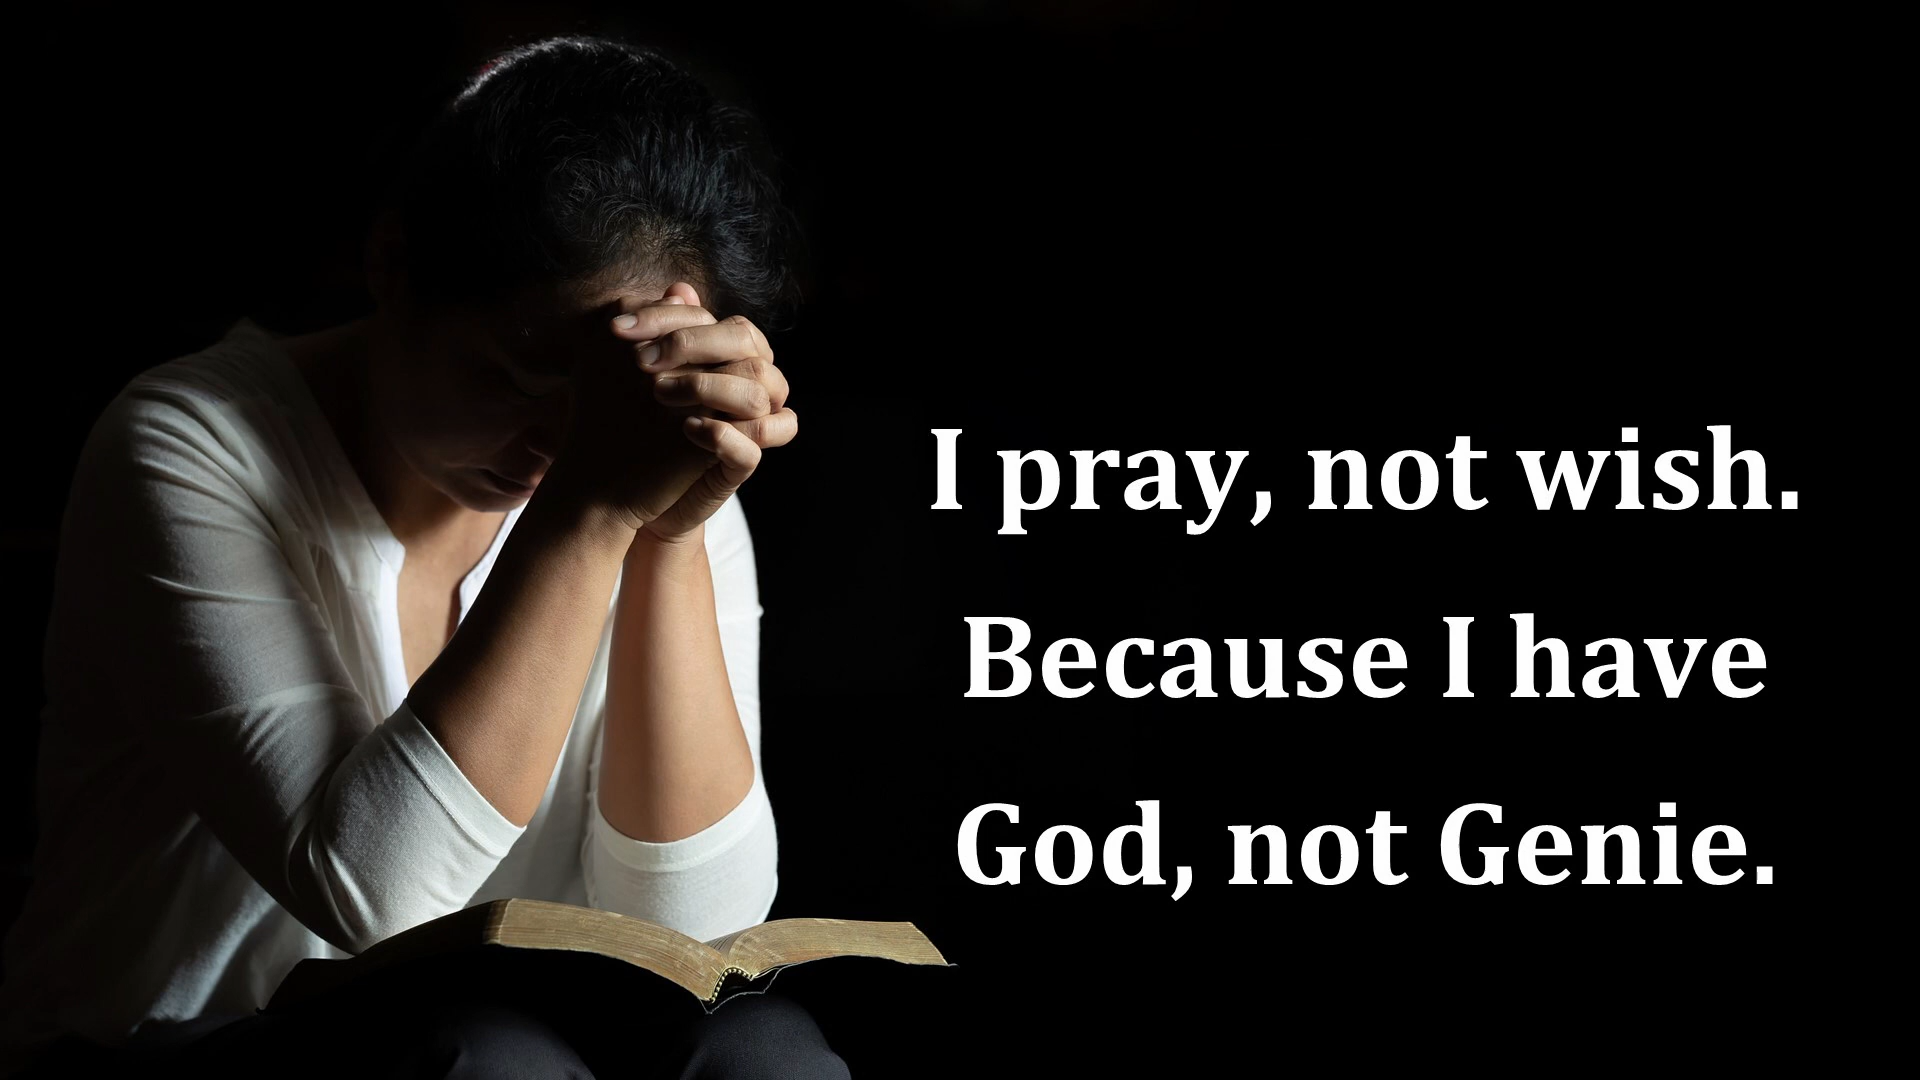 I pray, not wish.
Because I have
God, not Genie.